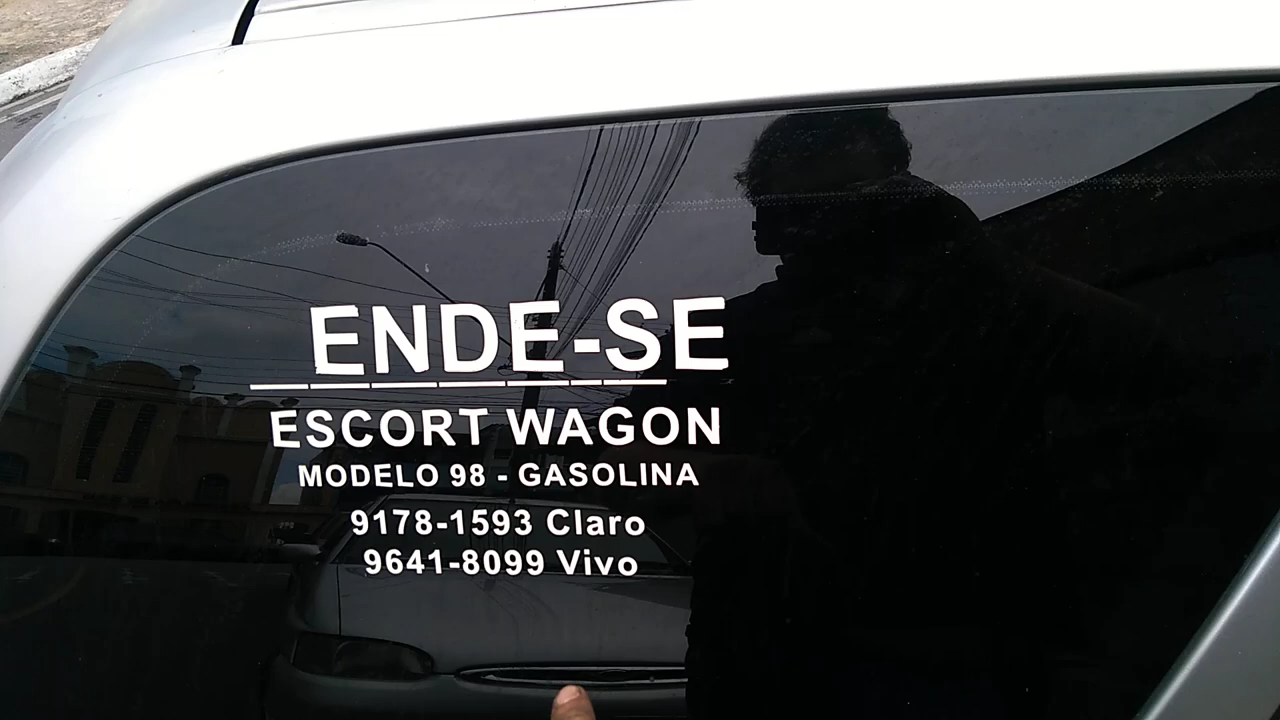 ENDE-SE
ESCORT WAGON
MODELO 98 - GASOLINA
9178-1593 Claro
9641-8099 Vivo